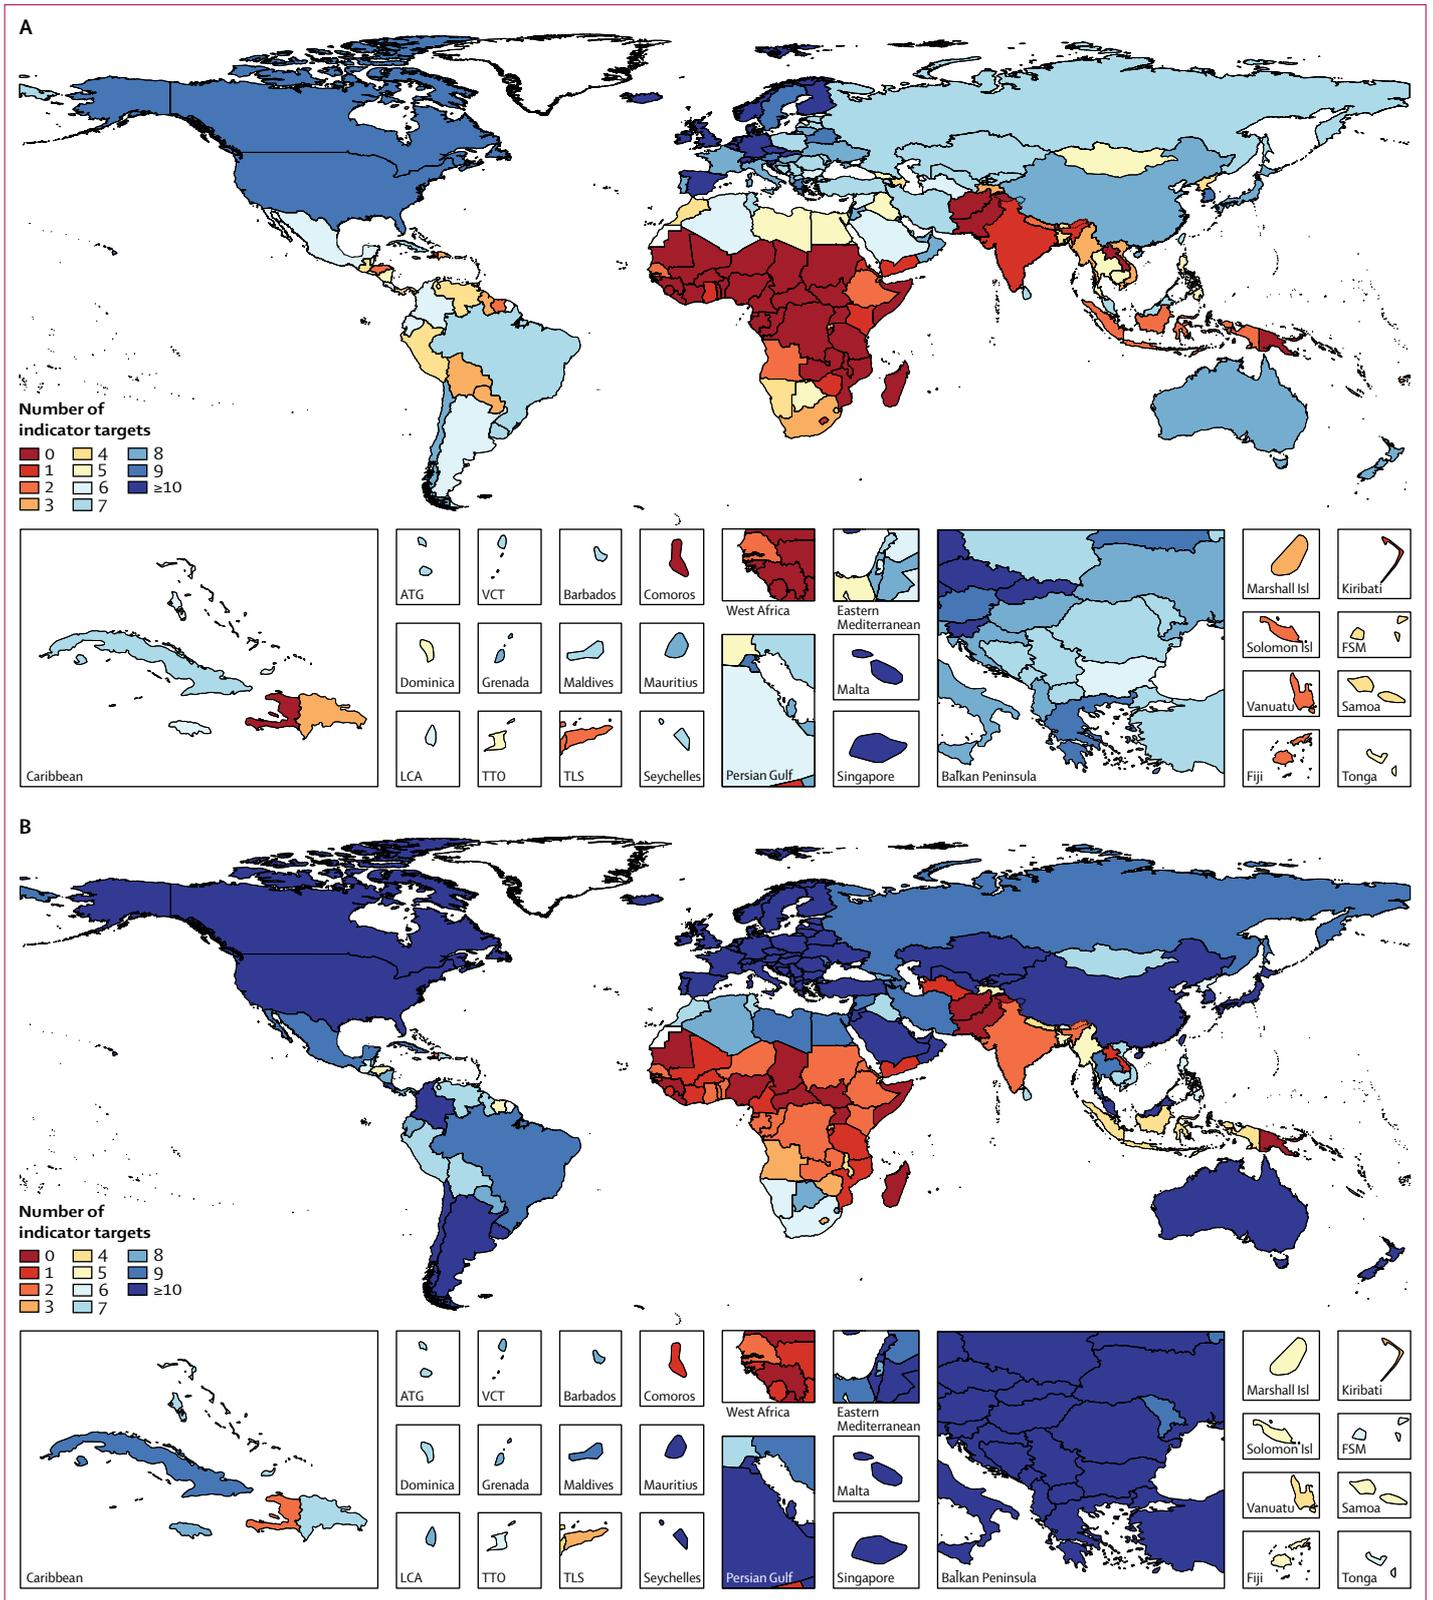 A
Number of
indicator targets
0 4 8
1 5 9
2 6 ≥10
3 7
ATG
VCT
Barbados
Comoros
West Africa
Eastern
Mediterranean
Marshall Isl
Kiribati
Solomon Isl
FSM
Dominica
Grenada
Maldives
Mauritius
Malta
Vanuatu
Samoa
Caribbean
LCA
TTO
TLS
Seychelles
Persian Gulf
Singapore
Balkan Peninsula
Fiji
Tonga
B
Number of
indicator targets
0 4 8
1 5 9
2 6 ≥10
3 7
ATG
VCT
Barbados
Comoros
West Africa
Eastern
Mediterranean
Marshall Isl
Kiribati
Solomon Isl
FSM
Dominica
Grenada
Maldives
Mauritius
Malta
Vanuatu
Samoa
Caribbean
LCA
TTO
TLS
Seychelles
Persian Gulf
Singapore
Balkan Peninsula
Fiji
Tonga